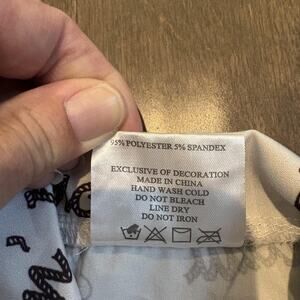 95% POLYESTER 5% SPANDEX
EXCLUSIVE OF DECORATION
MADE IN CHINA
HAND WASH COLD
DO NOT BLEACH
LINE DRY
DO NOT IRON